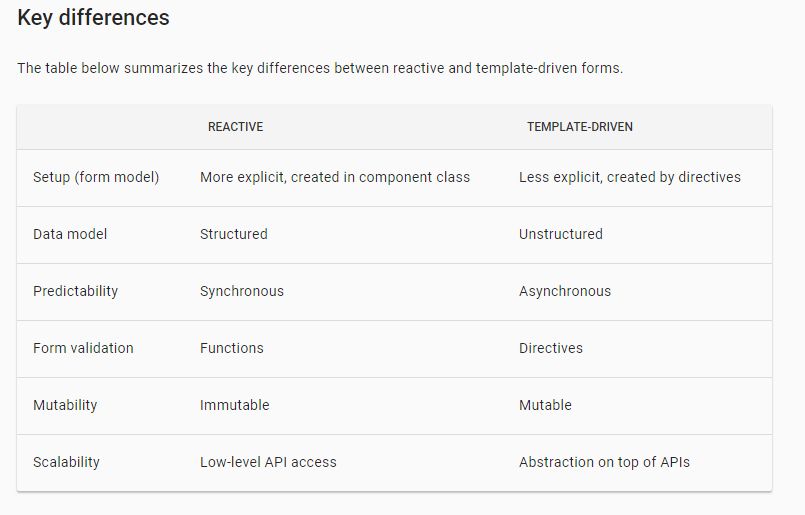 Key differences
The table below summarizes the key differences between reactive and template-driven forms.
REACTIVE TEMPLATE-DRIVEN
Setup (form model) More explicit, created in component class Less explicit, created by directives
Data model Structured Unstructured
Predictability Synchronous Asynchronous
Form validation Functions Directives
Mutability Immutable Mutable
Scalability Low-level API access Abstraction on top of APIs